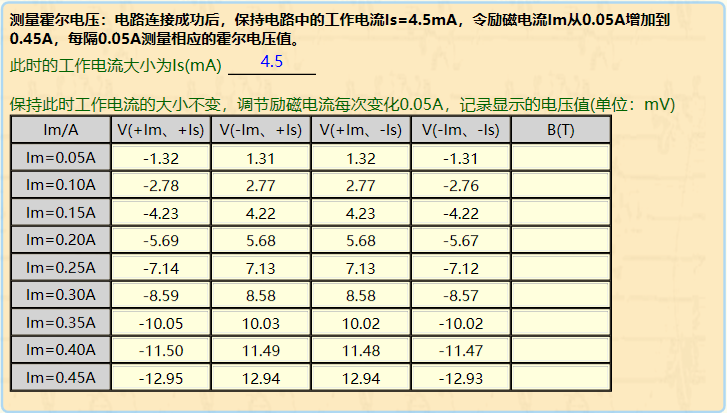 测量霍尔电压：电路连接成功后，保持电路中的工作电流Is=4.5mA，令励磁电流Im从0.05A增加到
0.45A，每隔0.05A测量相应的霍尔电压值。
此时的工作电流大小为Is(mA) 4.5
保持此时工作电流的大小不变，调节励磁电流每次变化0.05A，记录显示的电压值(单位：mV)
Im/A V(+Im、+Is) V(-Im、+Is) V(+Im、-Is) V(-Im、-Is) B(T)
Im=0.05A -1.32 1.31 1.32 -1.31
Im=0.10A -2.78 2.77 2.77 -2.76
Im=0.15A -4.23 4.22 4.23 -4.22
Im=0.20A -5.69 5.68 5.68 -5.67
Im=0.25A -7.14 7.13 7.13 -7.12
Im=0.30A -8.59 8.58 8.58 -8.57
Im=0.35A -10.05 10.03 10.02 -10.02
Im=0.40A -11.50 11.49 11.48 -11.47
Im=0.45A -12.95 12.94 12.94 -12.93